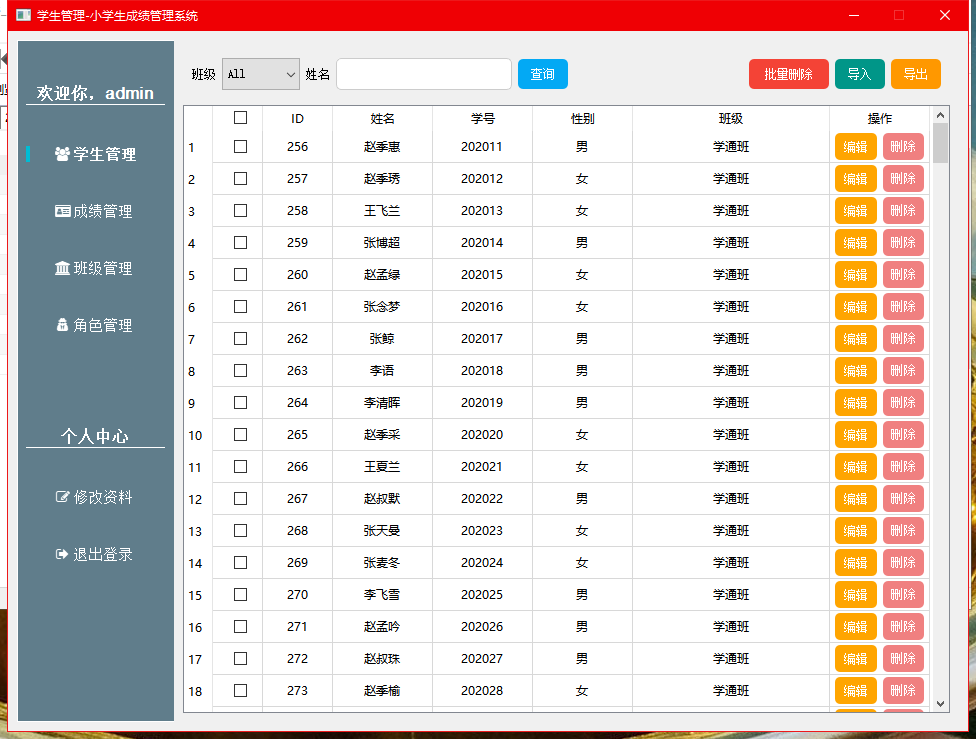 学生管理-小学生成绩管理系统
欢迎你，admin
学生管理
成绩管理
班级管理
角色管理
个人中心
修改资料
退出登录
班级 All 姓名 查询 批量删除 导入 导出
ID 姓名 学号 性别 班级 操作
1 256 赵季惠 202011 男 学通班 编辑 删除
2 257 赵季琇 202012 女 学通班 编辑 删除
3 258 王飞兰 202013 女 学通班 编辑 删除
4 259 张博超 202014 男 学通班 编辑 删除
5 260 赵孟绿 202015 女 学通班 编辑 删除
6 261 张念梦 202016 女 学通班 编辑 删除
7 262 张鲸 202017 男 学通班 编辑 删除
8 263 李语 202018 男 学通班 编辑 删除
9 264 李清晖 202019 男 学通班 编辑 删除
10 265 赵季采 202020 女 学通班 编辑 删除
11 266 王夏兰 202021 女 学通班 编辑 删除
12 267 赵叔默 202022 男 学通班 编辑 删除
13 268 张天曼 202023 女 学通班 编辑 删除
14 269 张麦冬 202024 女 学通班 编辑 删除
15 270 李飞雪 202025 男 学通班 编辑 删除
16 271 赵孟吟 202026 男 学通班 编辑 删除
17 272 赵叔珠 202027 男 学通班 编辑 删除
18 273 赵季榆 202028 女 学通班 编辑 删除